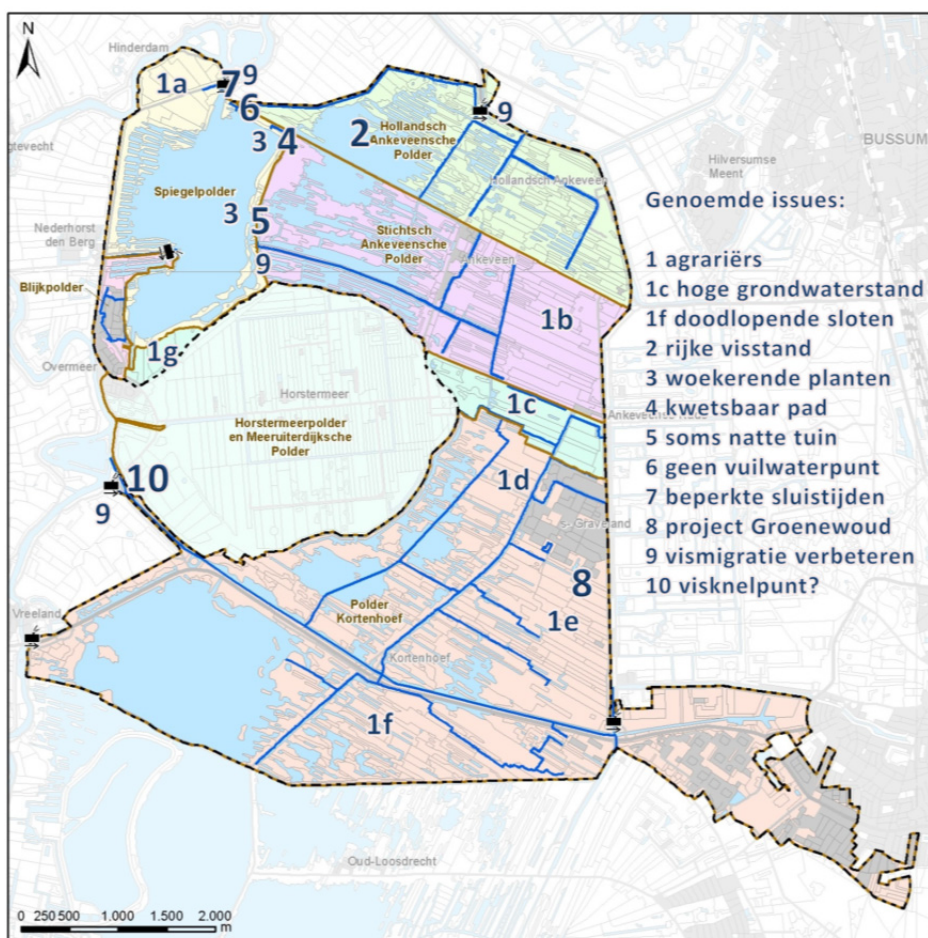 N
Hinderdam
1a
7
9
6
3
4
2
9
Hollandsch
Ankeveensche
Polder
Hollandsch Ankeveen
BUSSUM
Hilversumse
Meent
Spiegelpolder
3
5
9
Nederhorst
den Berg
Stichtsch
Ankeveensche
Polder
Ankeveen
Blijkpolder
1b
Overmeer
1g
Horstermeer
Horstermeerpolder
en Meeruiterdijksche
Polder
1c
10
9
1d
's- Graveland
8
1e
Vreeland
Polder
Kortenhoef
Kortenhoef
1f
Oud-Loosdrecht
Genoemde issues:
1 agrariërs
1c hoge grondwaterstand
1f doodlopende sloten
2 rijke visstand
3 woekerende planten
4 kwetsbaar pad
5 soms natte tuin
6 geen vuilwaterpunt
7 beperkte sluistijden
8 project Groenewoud
9 vismigratie verbeteren
10 visknelpunt?
0 250 500 1.000 1.500 2.000
m